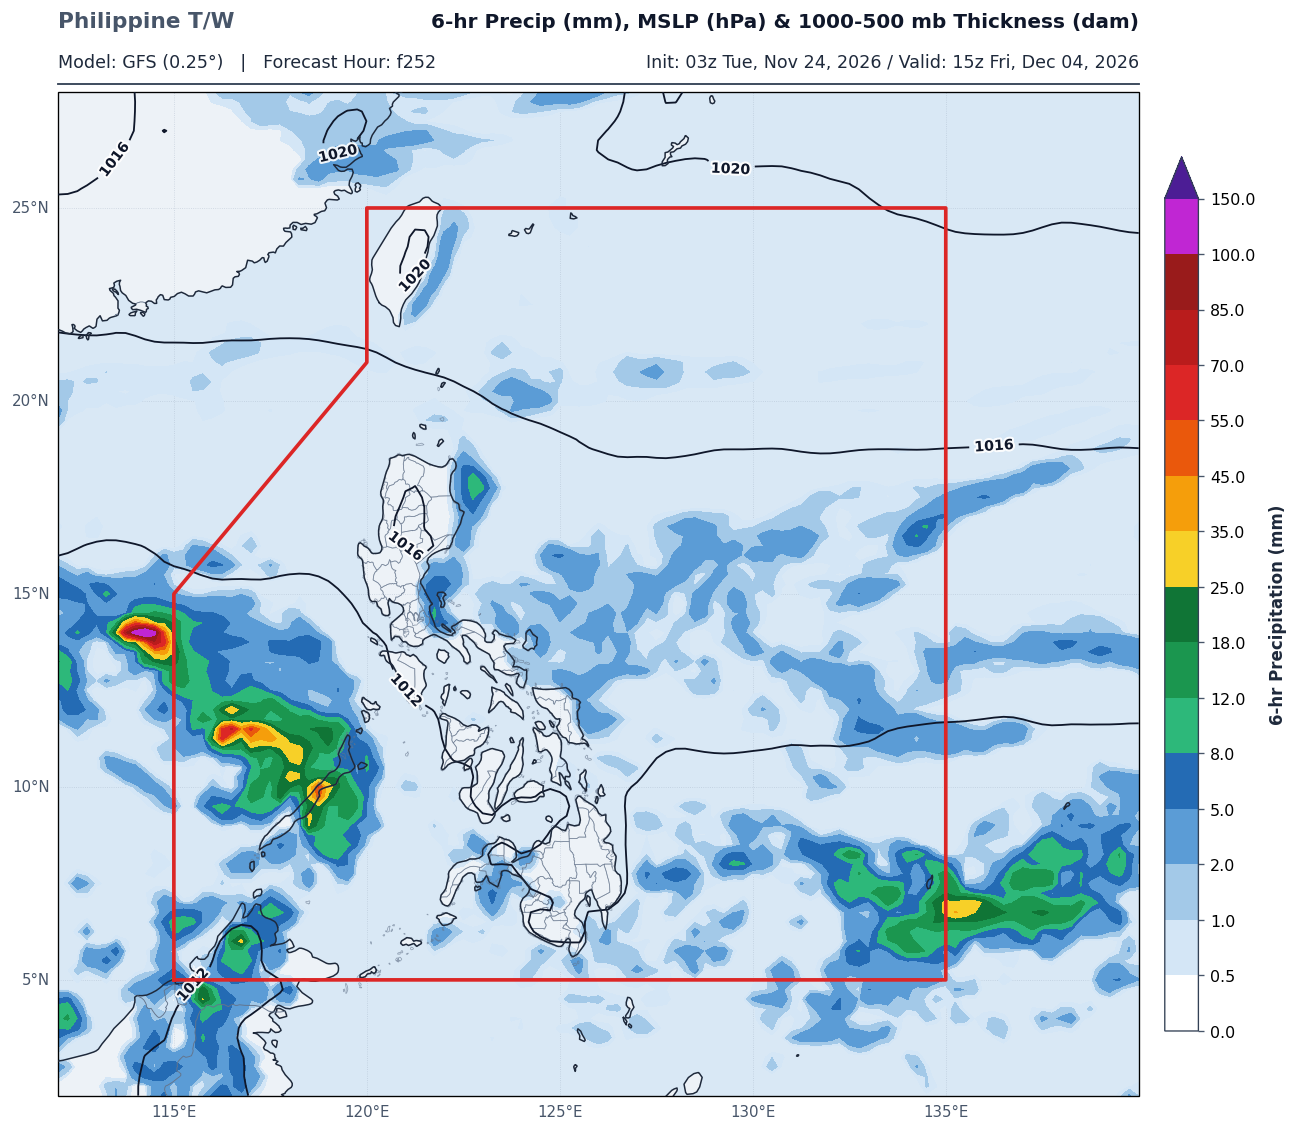 Philippine T/W
6-hr Precip (mm), MSLP (hPa) & 1000-500 mb Thickness (dam)
Model: GFS (0.25°) | Forecast Hour: f252
Init: 03z Tue, Nov 24, 2026 / Valid: 15z Fri, Dec 04, 2026
1016
1020
1020
1020
1016
1016
1012
1012
25°N
20°N
15°N
10°N
5°N
115°E
120°E
125°E
130°E
135°E
150.0
100.0
85.0
70.0
55.0
45.0
35.0
25.0
18.0
12.0
8.0
5.0
2.0
1.0
0.5
0.0
6-hr Precipitation (mm)